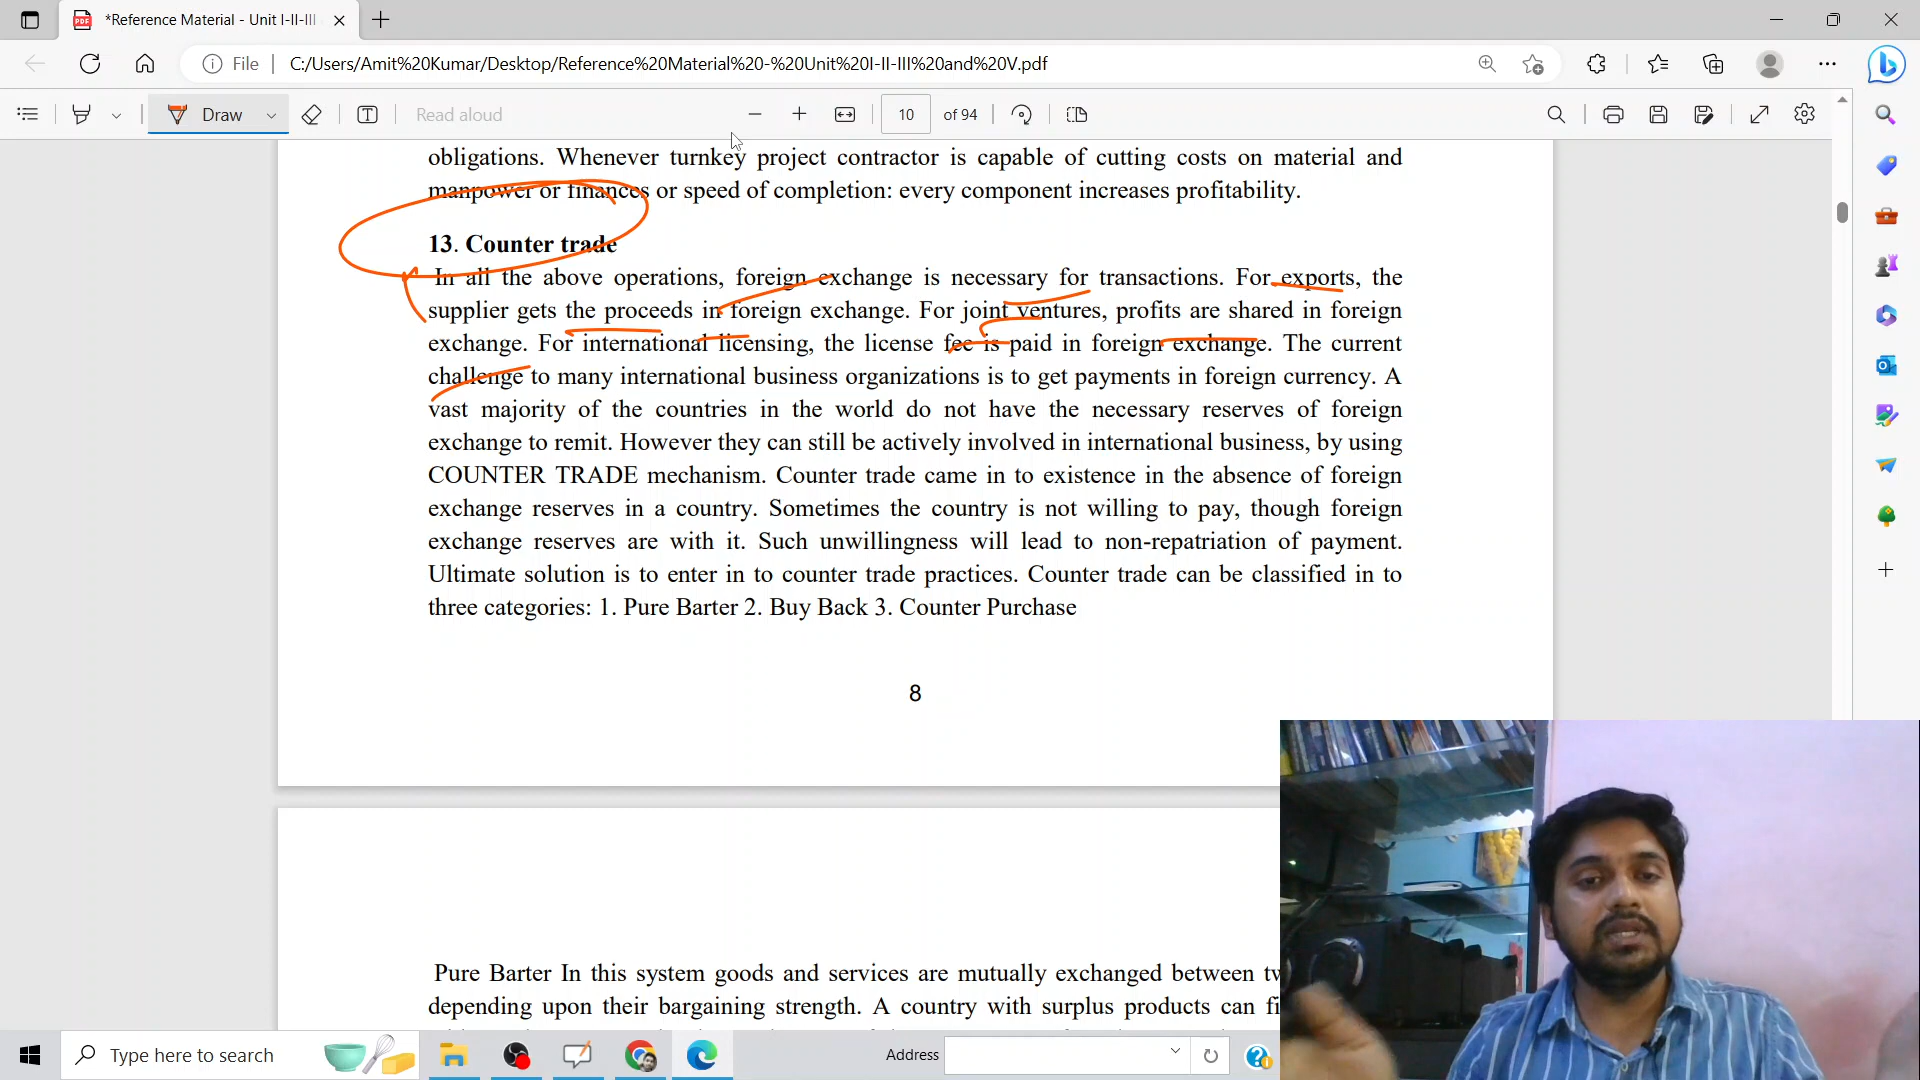 *Reference Material - Unit I-II-III
File
C:/Users/Amit%20Kumar/Desktop/Reference%20Material%20-%20Unit%20I-II-III%20and%20V.pdf
Draw
Read aloud
10
of 94
obligations. Whenever turnkey project contractor is capable of cutting costs on material and
manpower or finances or speed of completion: every component increases profitability.
13. Counter trade
In all the above operations, foreign exchange is necessary for transactions. For exports, the
supplier gets the proceeds in foreign exchange. For joint ventures, profits are shared in foreign
exchange. For international licensing, the license fee is paid in foreign exchange. The current
challenge to many international business organizations is to get payments in foreign currency. A
vast majority of the countries in the world do not have the necessary reserves of foreign
exchange to remit. However they can still be actively involved in international business, by using
COUNTER TRADE mechanism. Counter trade came in to existence in the absence of foreign
exchange reserves in a country. Sometimes the country is not willing to pay, though foreign
exchange reserves are with it. Such unwillingness will lead to non-repatriation of payment.
Ultimate solution is to enter in to counter trade practices. Counter trade can be classified in to
three categories: 1. Pure Barter 2. Buy Back 3. Counter Purchase
8
Pure Barter In this system goods and services are mutually exchanged between
depending upon their bargaining strength. A country with surplus products can
Type here to search
Address